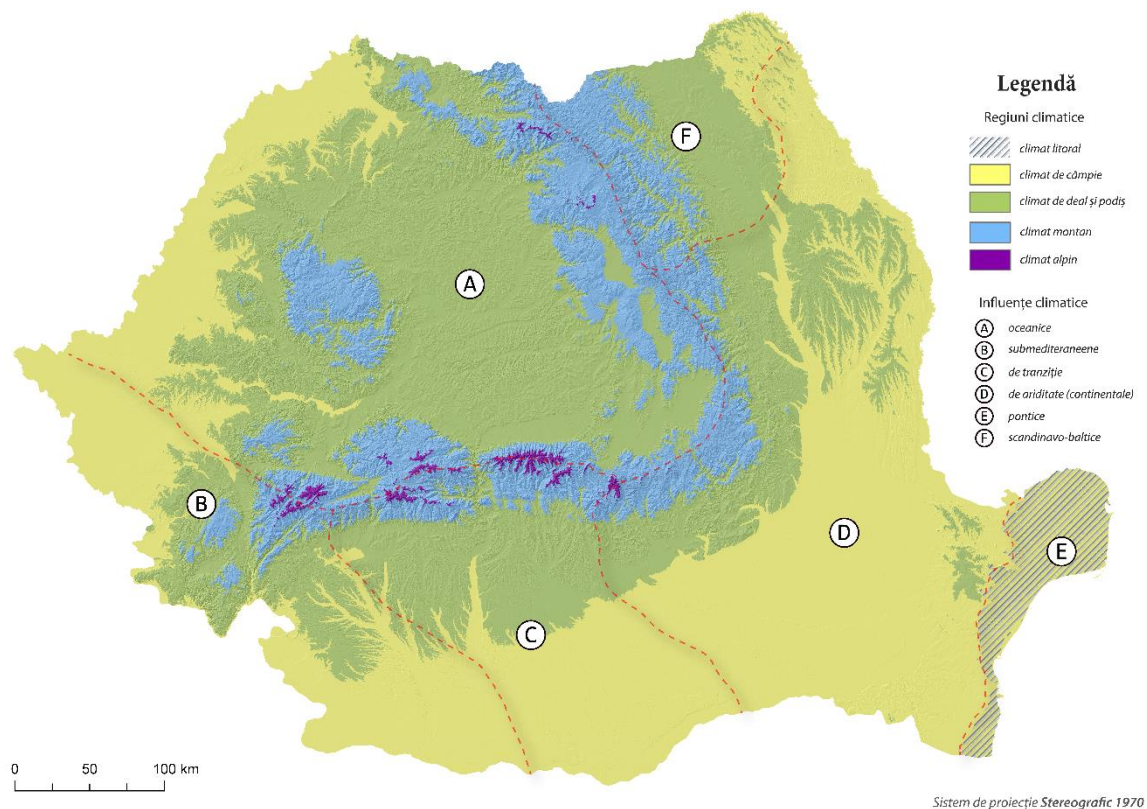 Legendă
Regiuni climatice
climat litoral
climat de câmpie
climat de deal și podiș
climat montan
climat alpin
Influențe climatice
A oceanice
B submediteraneene
C de tranziție
D de ariditate (continentale)
E pontice
F scandinavo-baltice
F
A
B
D
E
C
0 50 100 km
Sistem de proiecție Stereografic 1970